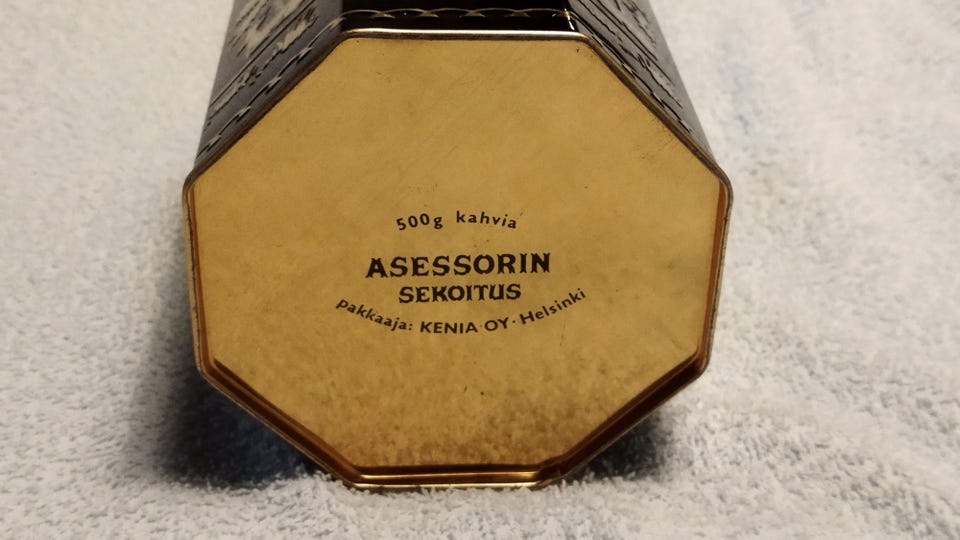 500g kahvia
ASESSORIN
SEKOITUS
pakkaaja: KENIA OY · Helsinki